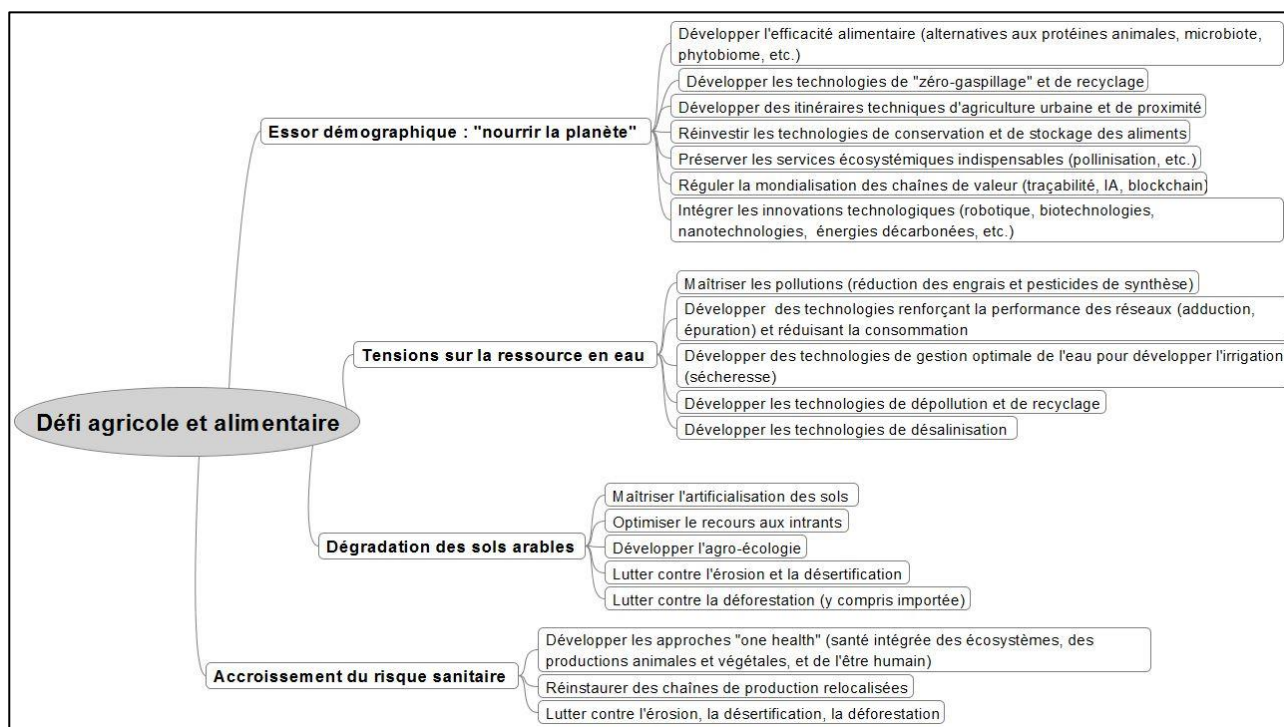 Développer l'efficacité alimentaire (alternatives aux protéines animales, microbiote,
phytobiome, etc.)
Développer les technologies de "zéro-gaspillage" et de recyclage
Développer des itinéraires techniques d'agriculture urbaine et de proximité
Essor démographique : "nourrir la planète"
Réinvestir les technologies de conservation et de stockage des aliments
Préserver les services écosystémiques indispensables (pollinisation, etc.)
Réguler la mondialisation des chaînes de valeur (traçabilité, IA, blockchain)
Intégrer les innovations technologiques (robotique, biotechnologies,
nanotechnologies, énergies décarbonées, etc.)
Maîtriser les pollutions (réduction des engrais et pesticides de synthèse)
Développer des technologies renforçant la performance des réseaux (adduction,
épuration) et réduisant la consommation
Tensions sur la ressource en eau
Développer des technologies de gestion optimale de l'eau pour développer l'irrigation
(sécheresse)
Développer les technologies de dépollution et de recyclage
Développer les technologies de désalinisation
Défi agricole et alimentaire
Maîtriser l'artificialisation des sols
Optimiser le recours aux intrants
Dégradation des sols arables
Développer l'agro-écologie
Lutter contre l'érosion et la désertification
Lutter contre la déforestation (y compris importée)
Développer les approches "one health" (santé intégrée des écosystèmes, des
productions animales et végétales, et de l'être humain)
Accroissement du risque sanitaire
Réinstaurer des chaînes de production relocalisées
Lutter contre l'érosion, la désertification, la déforestation